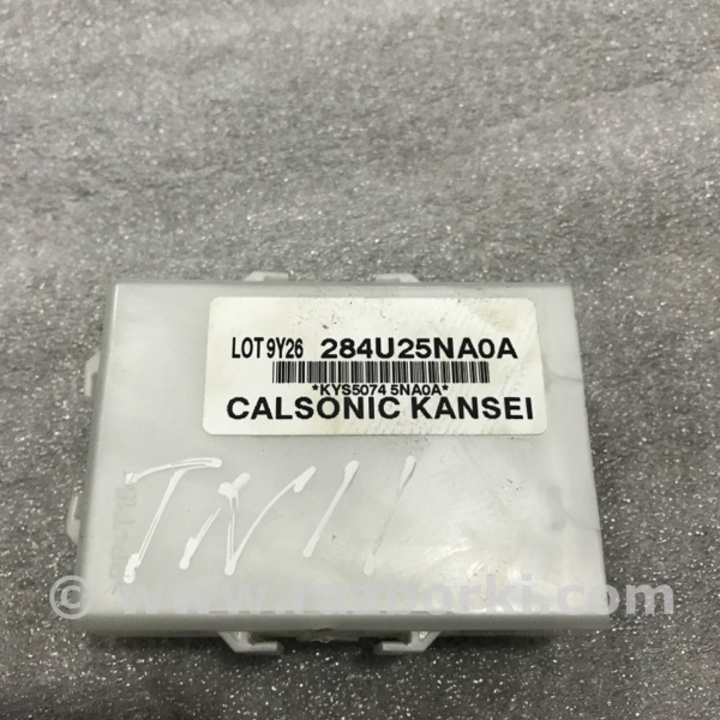 LOT 9Y26 284U25NA0A
*KYS5074 5NA0A*
CALSONIC KANSEI
TN11
© www.razborki.com